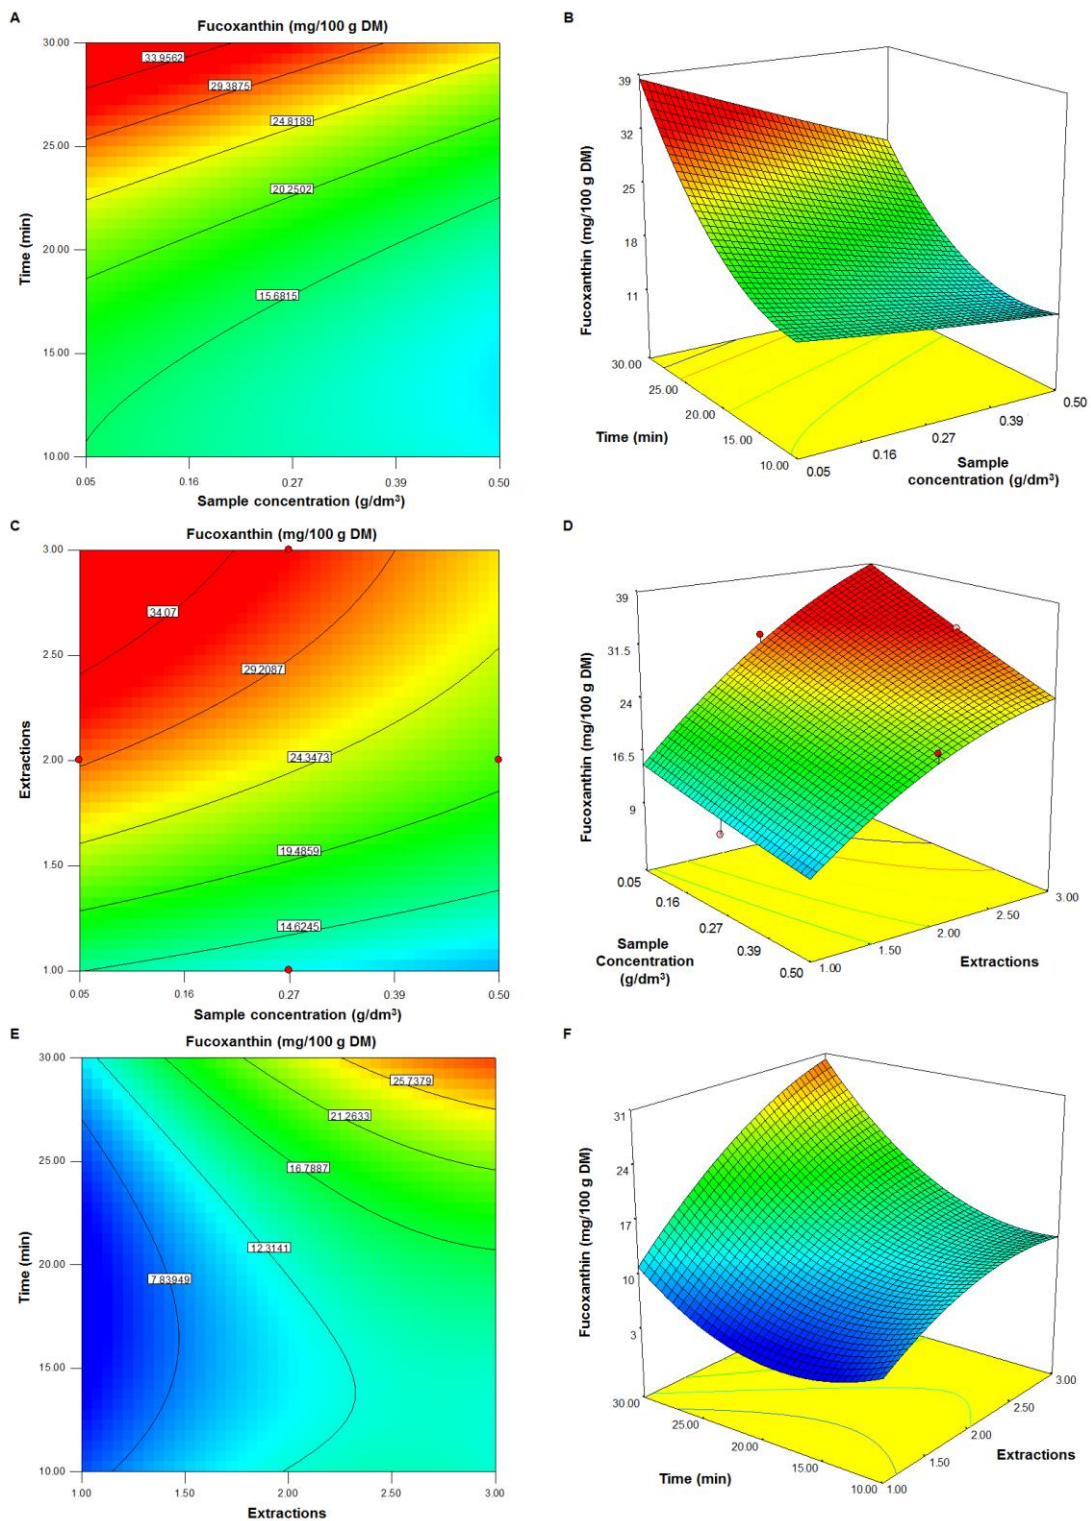 A
Fucoxanthin (mg/100 g DM)
30.00
25.00
20.00
15.00
10.00
Time (min)
33.9562
29.3875
24.8189
20.2502
15.6815
0.05 0.16 0.27 0.39 0.50
Sample concentration (g/dm³)
B
39
32
25
18
11
Fucoxanthin (mg/100 g DM)
30.00
25.00
20.00
15.00
10.00
Time (min)
0.05
0.16
0.27
0.39
0.50
Sample
concentration (g/dm³)
C
Fucoxanthin (mg/100 g DM)
3.00
2.50
2.00
1.50
1.00
Extractions
34.07
29.2087
24.3473
19.4859
14.6245
0.05 0.16 0.27 0.39 0.50
Sample concentration (g/dm³)
D
39
31.5
24
16.5
9
Fucoxanthin (mg/100 g DM)
0.05
0.16
0.27
0.39
0.50
Sample
Concentration
(g/dm³)
1.00
1.50
2.00
2.50
3.00
Extractions
E
Fucoxanthin (mg/100 g DM)
30.00
25.00
20.00
15.00
10.00
Time (min)
25.7379
21.2633
16.7887
12.3141
7.83949
1.00 1.50 2.00 2.50 3.00
Extractions
F
31
24
17
10
3
Fucoxanthin (mg/100 g DM)
30.00
25.00
20.00
15.00
10.00
Time (min)
1.00
1.50
2.00
2.50
3.00
Extractions